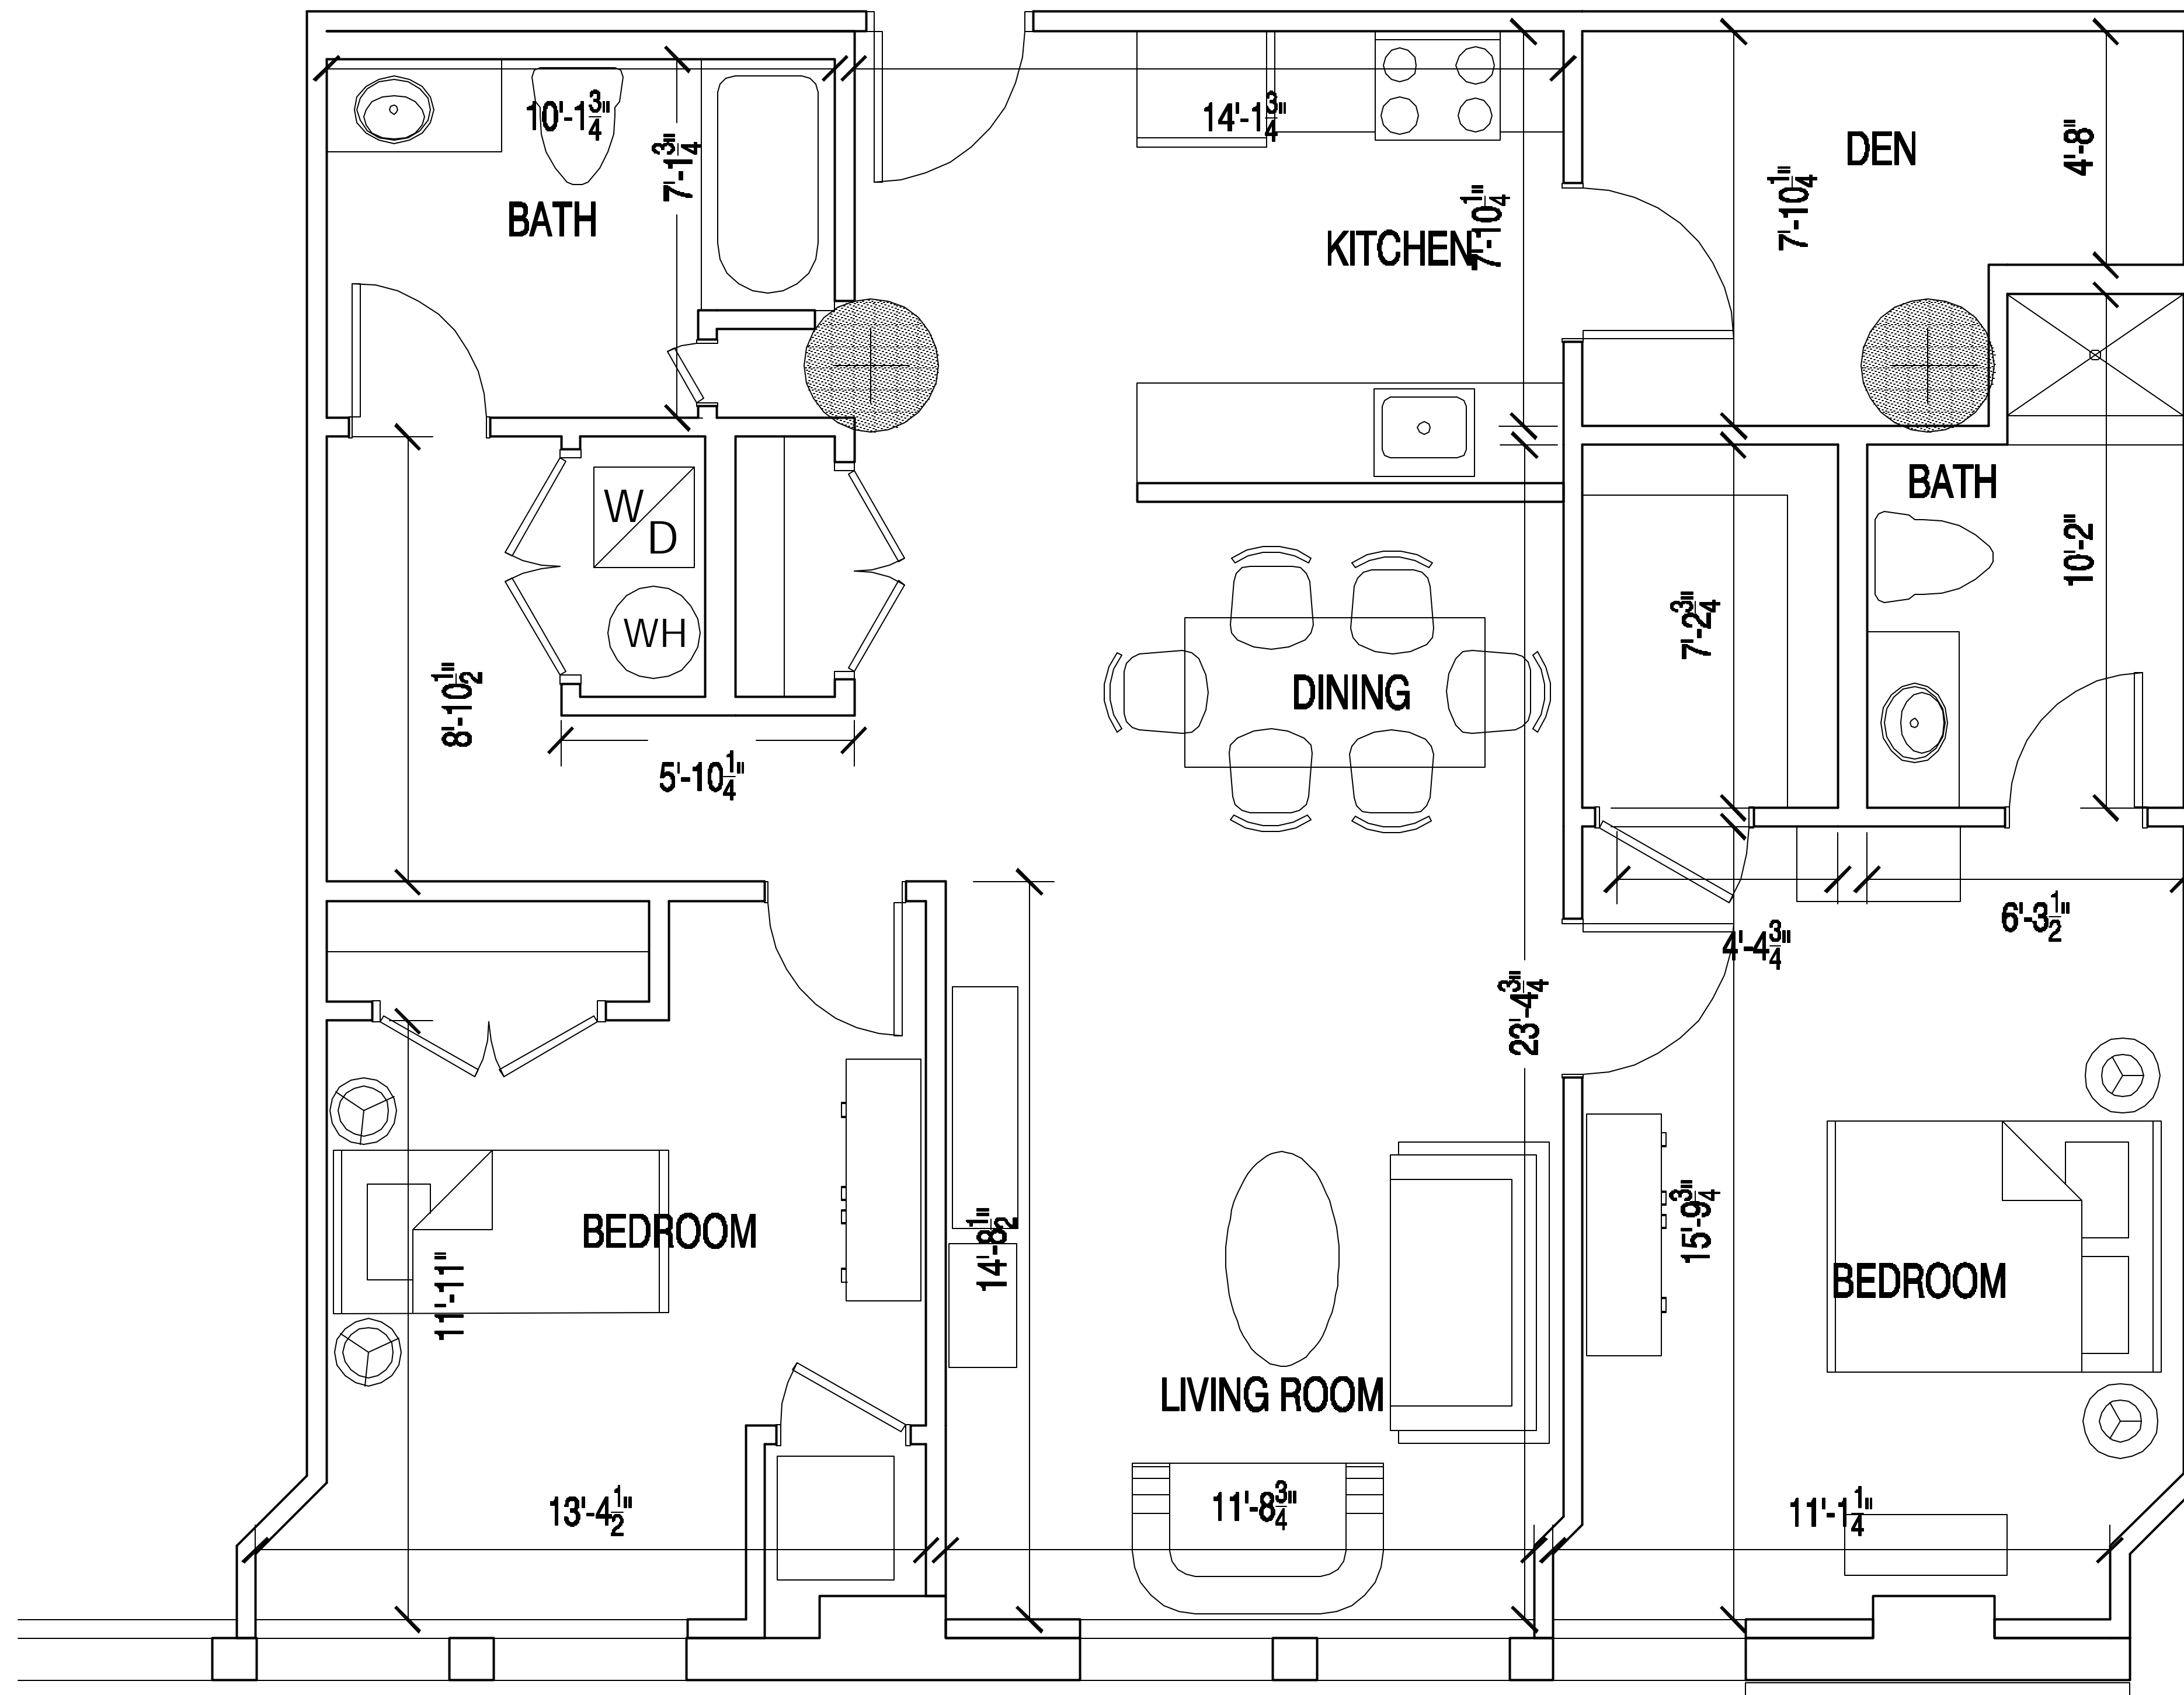 10'-1 3/4"
7'-1 3/4"
BATH
14'-1 3/4"
KITCHEN
7'-10 1/4"
7'-10 1/4"
DEN
4'-8"
W
D
WH
8'-10 1/2"
5'-10 1/4"
DINING
7'-2 3/4"
BATH
10'-2"
4'-4 3/4"
6'-3 1/2"
23'-4 3/4"
BEDROOM
11'-11"
14'-8 1/2"
15'-9 3/4"
BEDROOM
LIVING ROOM
13'-4 1/2"
11'-8 3/4"
11'-1 1/4"